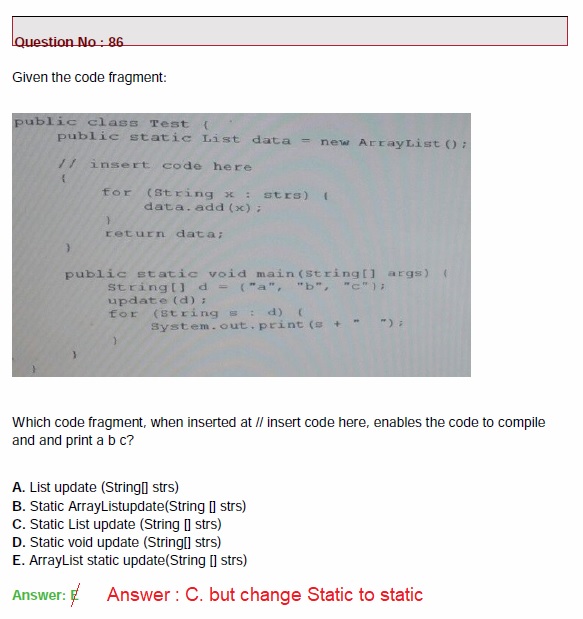 Question No : 86
Given the code fragment:
public class Test {
public static List data = new ArrayList();
// insert code here
{
for (String x : strs) {
data.add(x);
}
return data;
}
public static void main(String[] args) {
String[] d = {"a", "b", "c"};
update(d);
for (String s : d) {
System.out.print(s + " ");
}
}
}
Which code fragment, when inserted at // insert code here, enables the code to compile
and and print a b c?
A. List update (String[] strs)
B. Static ArrayListupdate(String [] strs)
C. Static List update (String [] strs)
D. Static void update (String[] strs)
E. ArrayList static update(String [] strs)
Answer: E Answer : C. but change Static to static